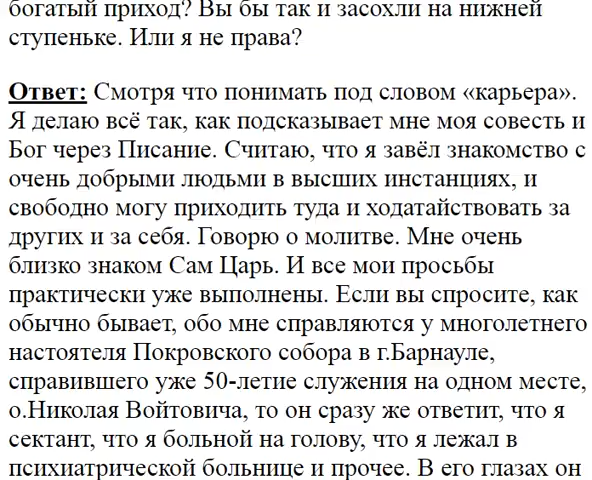 богатый приход? Вы бы так и засохли на нижней
ступеньке. Или я не права?
Ответ: Смотря что понимать под словом «карьера».
Я делаю всё так, как подсказывает мне моя совесть и
Бог через Писание. Считаю, что я завёл знакомство с
очень добрыми людьми в высших инстанциях, и
свободно могу приходить туда и ходатайствовать за
других и за себя. Говорю о молитве. Мне очень
близко знаком Сам Царь. И все мои просьбы
практически уже выполнены. Если вы спросите, как
обычно бывает, обо мне справляются у многолетнего
настоятеля Покровского собора в г.Барнауле,
справившего уже 50-летие служения на одном месте,
о.Николая Войтовича, то он сразу же ответит, что я
сектант, что я больной на голову, что я лежал в
психиатрической больнице и прочее. В его глазах он